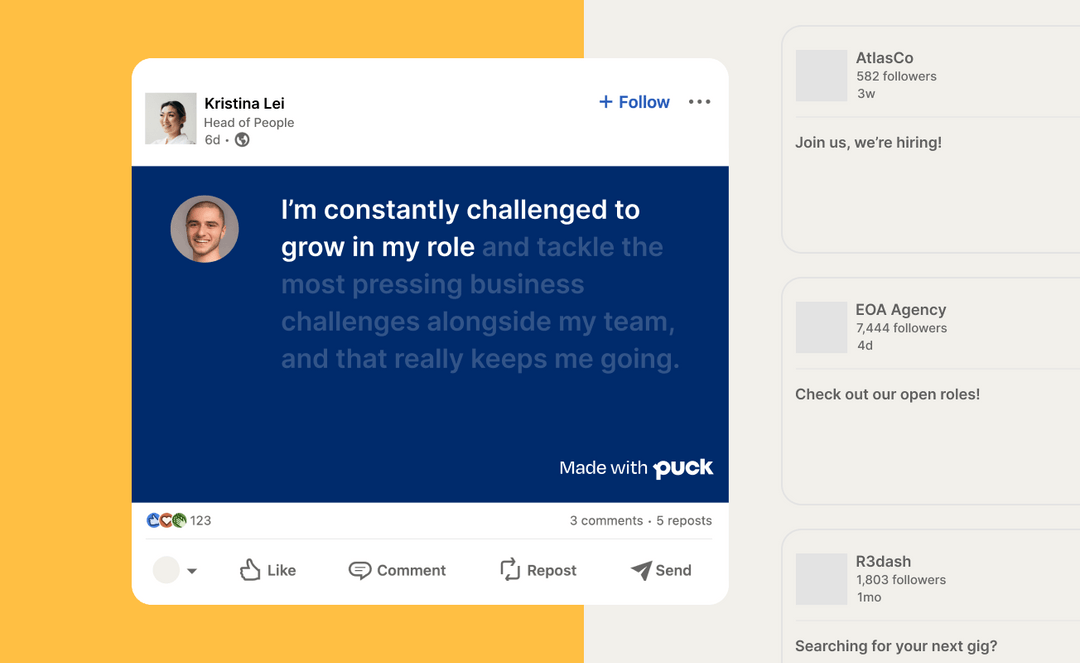 Kristina Lei
Head of People
6d •
+ Follow
•••
I’m constantly challenged to
grow in my role and tackle the
most pressing business
challenges alongside my team,
and that really keeps me going.
Made with puck
123
3 comments • 5 reposts
Like
Comment
Repost
Send
AtlasCo
582 followers
3w
Join us, we’re hiring!
EOA Agency
7,444 followers
4d
Check out our open roles!
R3dash
1,803 followers
1mo
Searching for your next gig?